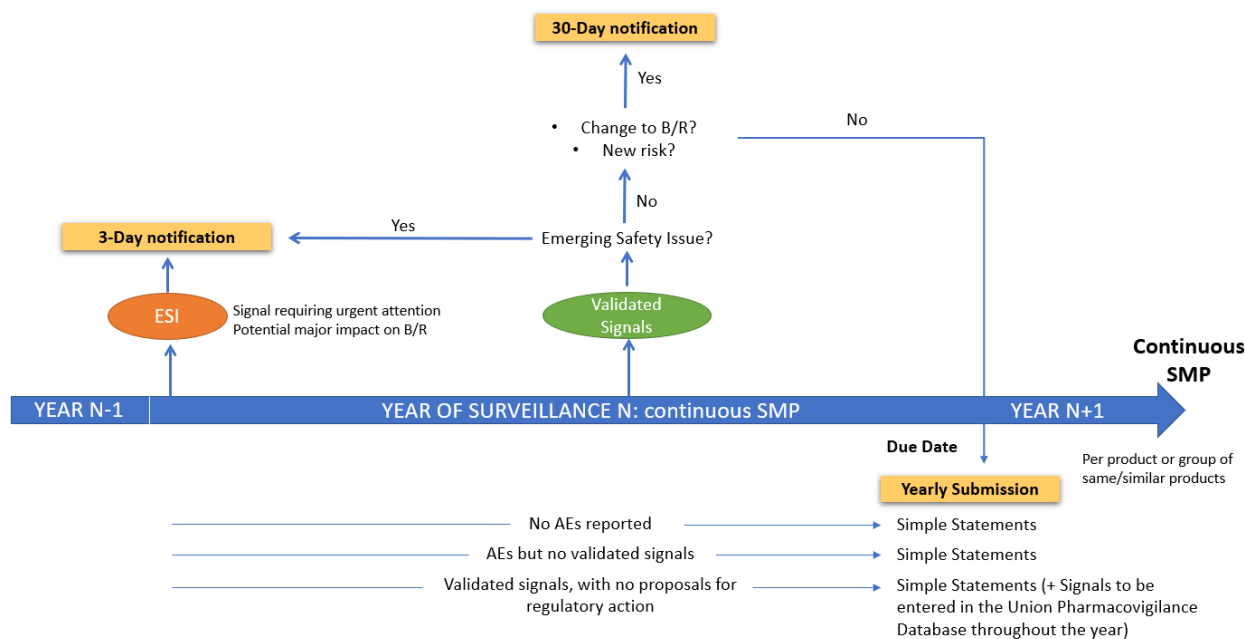 30-Day notification
Yes
• Change to B/R?
• New risk?
No
No
3-Day notification
Yes
Emerging Safety Issue?
ESI
Signal requiring urgent attention
Potential major impact on B/R
Validated
Signals
Continuous
SMP
YEAR N-1
YEAR OF SURVEILLANCE N: continuous SMP
YEAR N+1
Due Date
Per product or group of
same/similar products
Yearly Submission
No AEs reported
Simple Statements
AEs but no validated signals
Simple Statements
Validated signals, with no proposals for
regulatory action
Simple Statements (+ Signals to be
entered in the Union Pharmacovigilance
Database throughout the year)